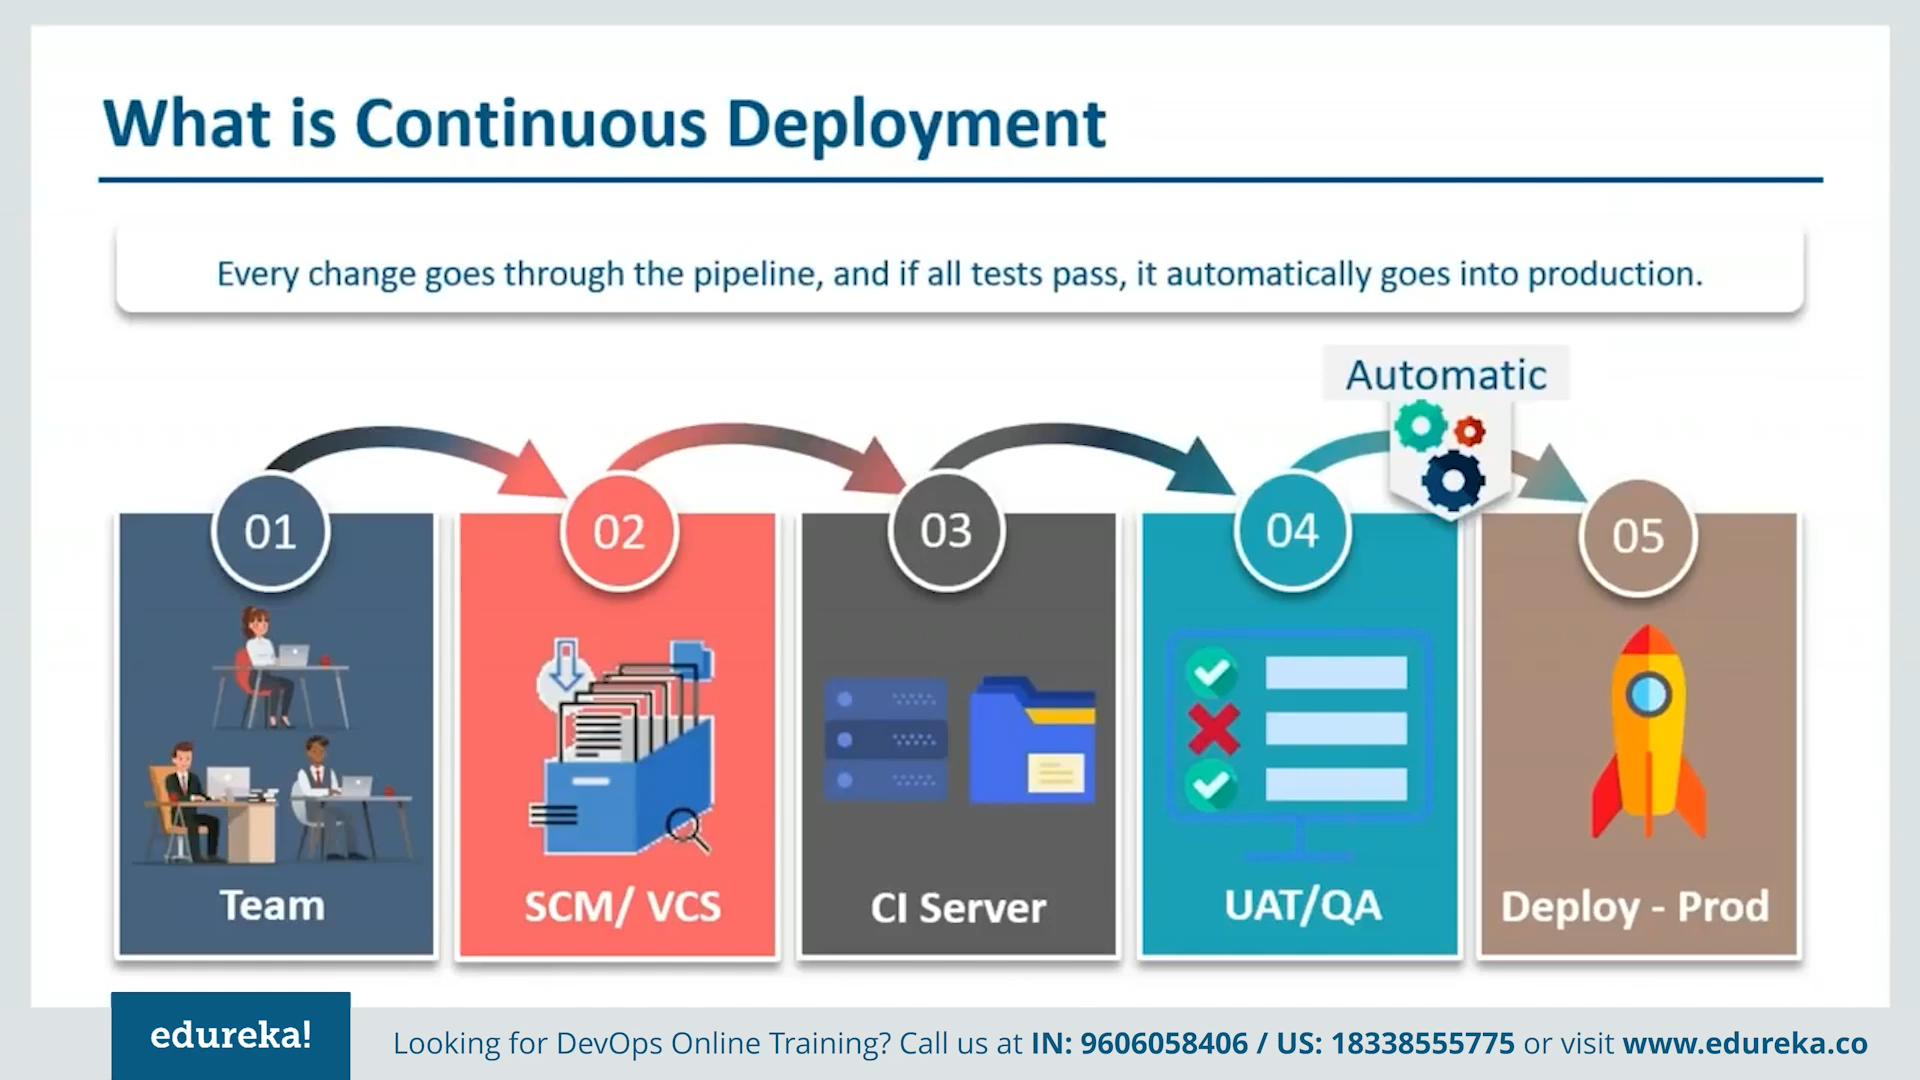 What is Continuous Deployment
Every change goes through the pipeline, and if all tests pass, it automatically goes into production.
Automatic
01
02
03
04
05
Team
SCM/ VCS
CI Server
UAT/QA
Deploy - Prod
edureka!
Looking for DevOps Online Training? Call us at IN: 9606058406 / US: 18338555775 or visit www.edureka.co